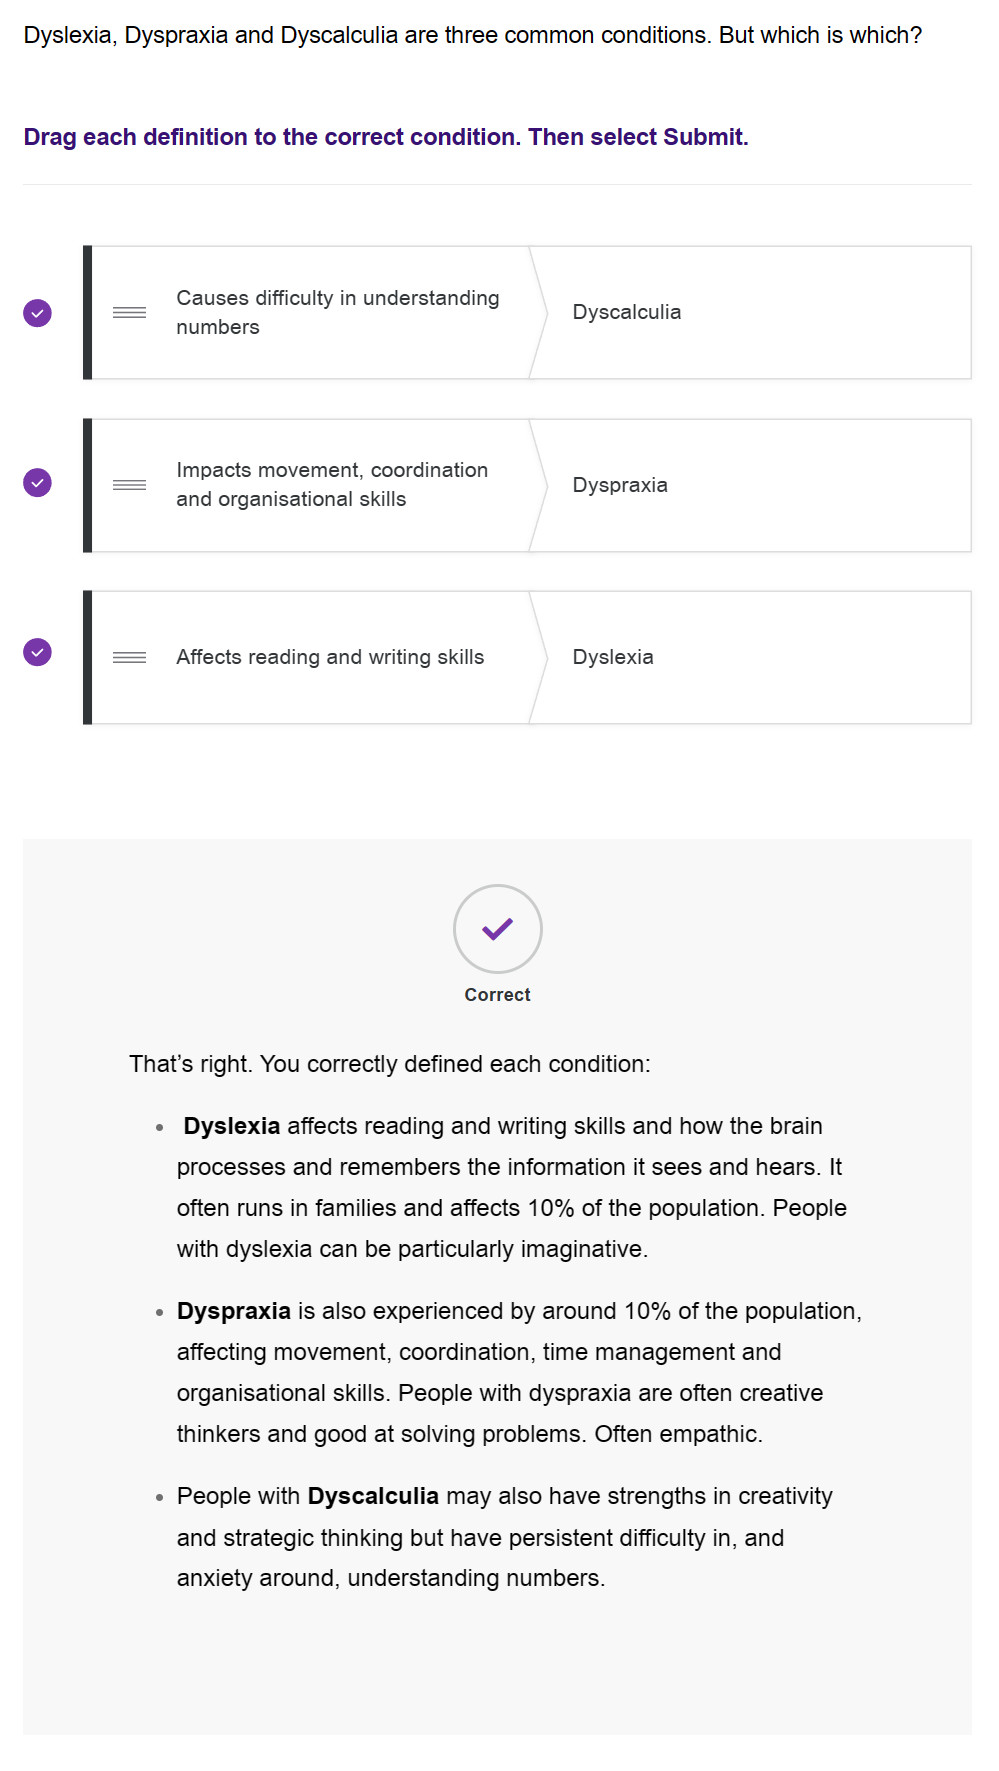 Dyslexia, Dyspraxia and Dyscalculia are three common conditions. But which is which?
Drag each definition to the correct condition. Then select Submit.
Causes difficulty in understanding
numbers
Dyscalculia
Impacts movement, coordination
and organisational skills
Dyspraxia
Affects reading and writing skills
Dyslexia
Correct
That’s right. You correctly defined each condition:
Dyslexia affects reading and writing skills and how the brain
processes and remembers the information it sees and hears. It
often runs in families and affects 10% of the population. People
with dyslexia can be particularly imaginative.
Dyspraxia is also experienced by around 10% of the population,
affecting movement, coordination, time management and
organisational skills. People with dyspraxia are often creative
thinkers and good at solving problems. Often empathic.
People with Dyscalculia may also have strengths in creativity
and strategic thinking but have persistent difficulty in, and
anxiety around, understanding numbers.